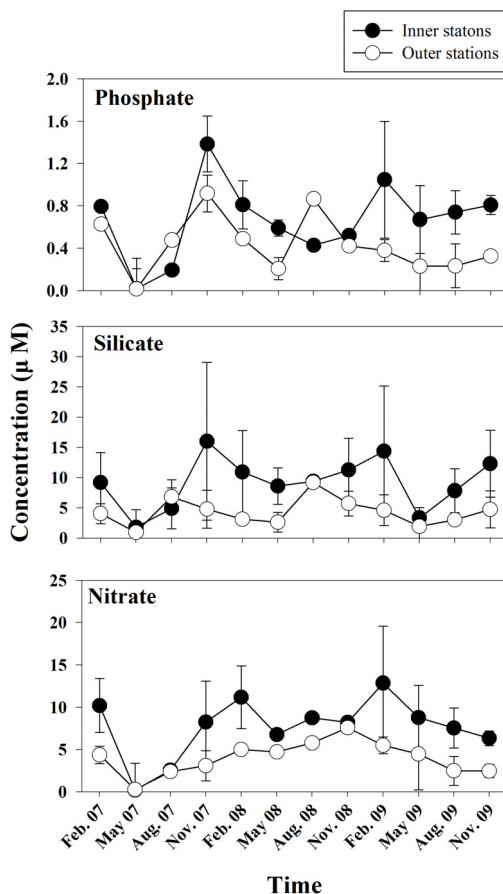 Inner statons
Outer stations
Phosphate
2.0
1.6
1.2
0.8
0.4
0.0
Silicate
35
30
25
20
15
10
5
0
Concentration (μ M)
Nitrate
25
20
15
10
5
0
Feb. 07
May 07
Aug. 07
Nov. 07
Feb. 08
May 08
Aug. 08
Nov. 08
Feb. 09
May 09
Aug. 09
Nov. 09
Time